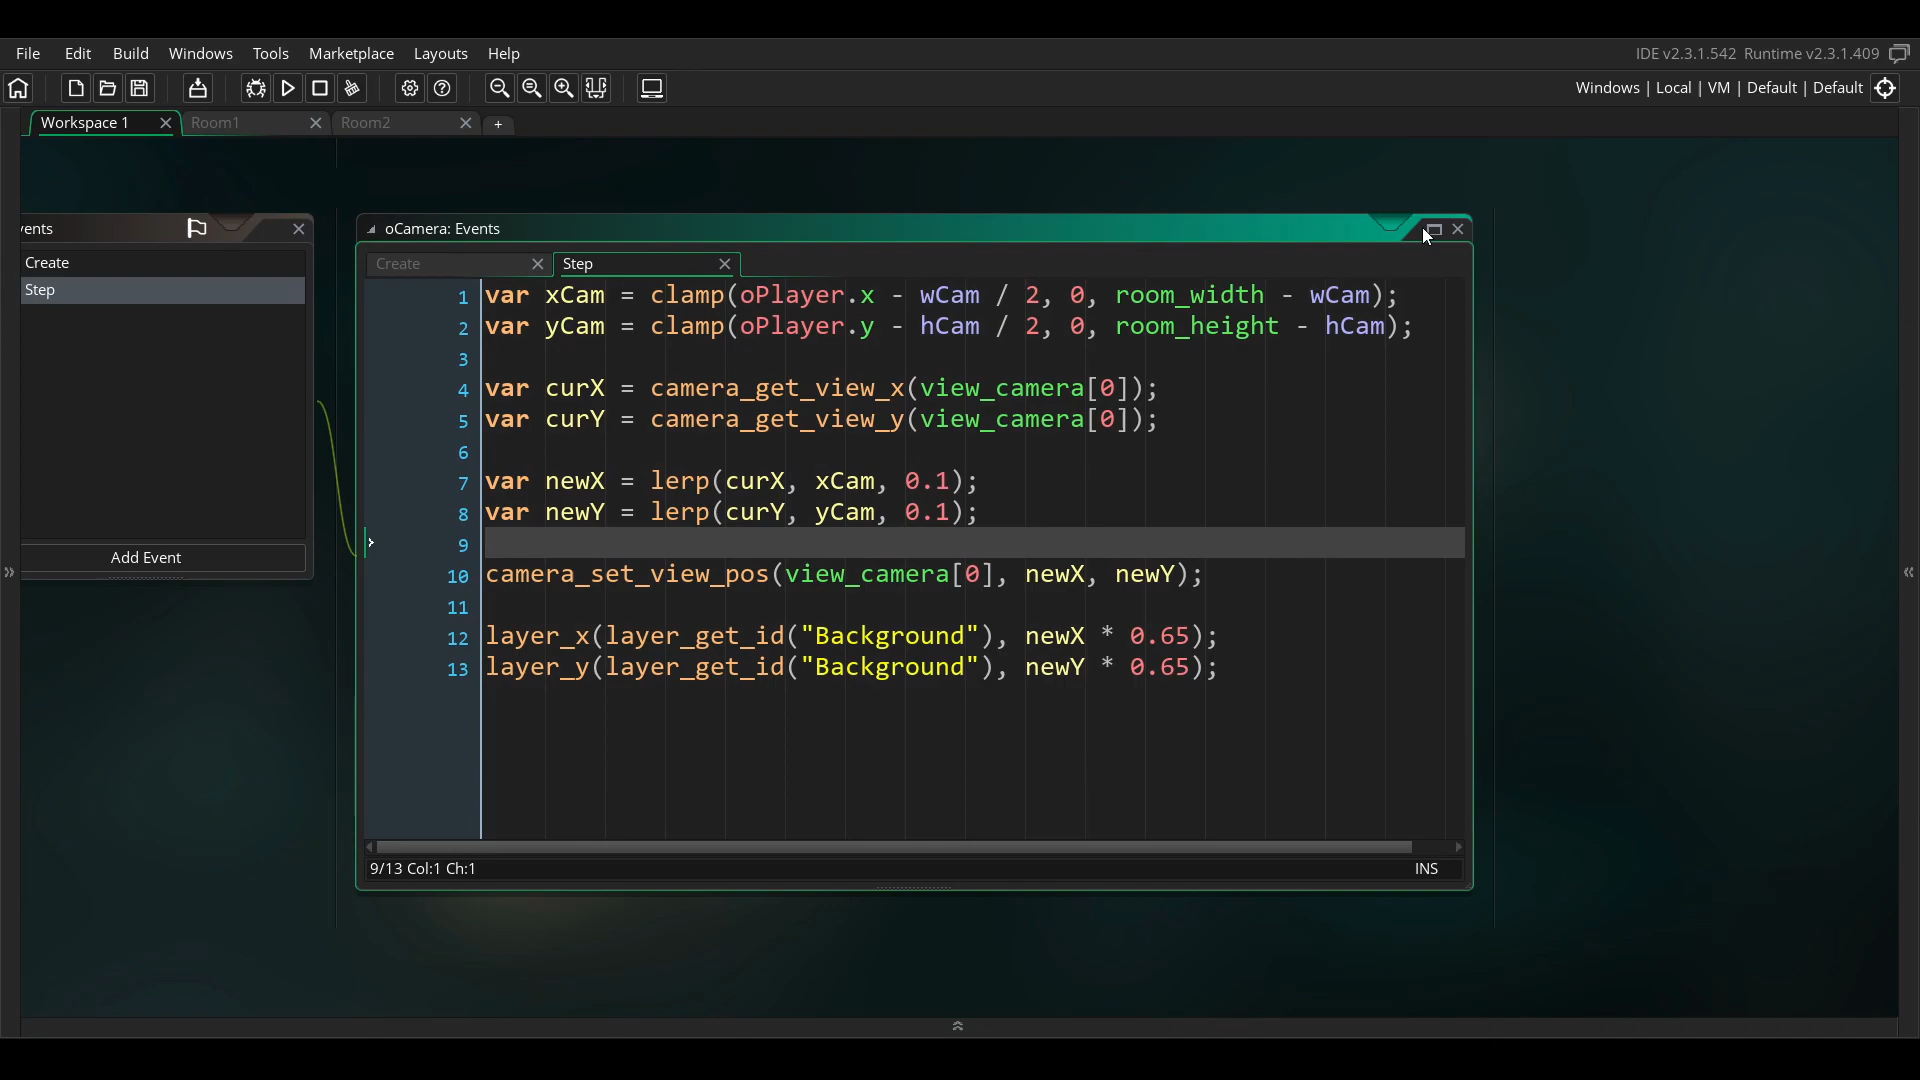 File Edit Build Windows Tools Marketplace Layouts Help
IDE v2.3.1.542 Runtime v2.3.1.409
Windows | Local | VM | Default | Default
Workspace 1 Room1 Room2 +
vents
Create
Step
Add Event
oCamera: Events
Create Step
1 var xCam = clamp(oPlayer.x - wCam / 2, 0, room_width - wCam);
2 var yCam = clamp(oPlayer.y - hCam / 2, 0, room_height - hCam);
3
4 var curX = camera_get_view_x(view_camera[0]);
5 var curY = camera_get_view_y(view_camera[0]);
6
7 var newX = lerp(curX, xCam, 0.1);
8 var newY = lerp(curY, yCam, 0.1);
9
10 camera_set_view_pos(view_camera[0], newX, newY);
11
12 layer_x(layer_get_id("Background"), newX * 0.65);
13 layer_y(layer_get_id("Background"), newY * 0.65);
9/13 Col:1 Ch:1 INS